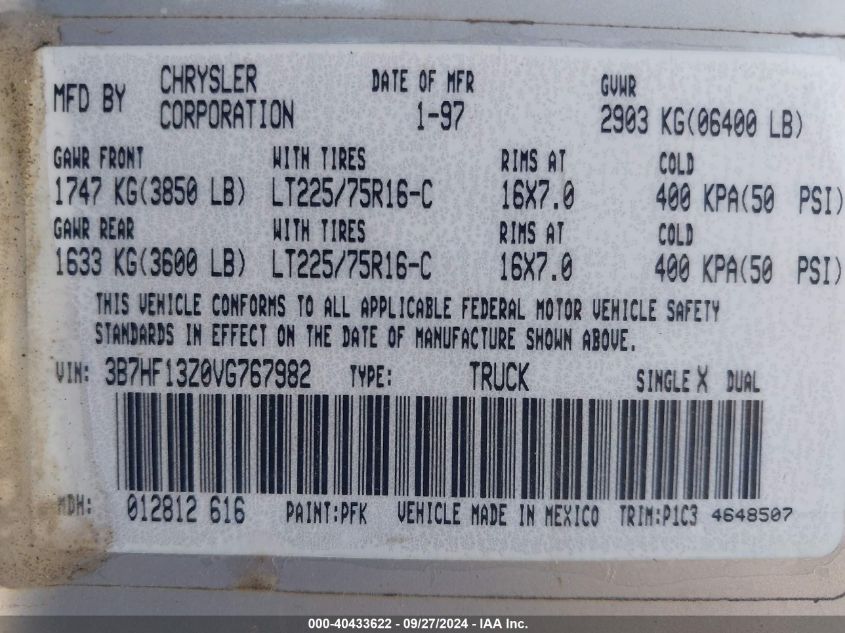 MFD BY CHRYSLER CORPORATION DATE OF MFR 1-97 GVWR 2903 KG(06400 LB)
GAWR FRONT WITH TIRES RIMS AT COLD
1747 KG(3850 LB) LT225/75R16-C 16X7.0 400 KPA(50 PSI)
GAWR REAR WITH TIRES RIMS AT COLD
1633 KG(3600 LB) LT225/75R16-C 16X7.0 400 KPA(50 PSI)
THIS VEHICLE CONFORMS TO ALL APPLICABLE FEDERAL MOTOR VEHICLE SAFETY
STANDARDS IN EFFECT ON THE DATE OF MANUFACTURE SHOWN ABOVE.
VIN: 3B7HF13Z0VG767982 TYPE: TRUCK SINGLE X DUAL
MDH: 012812 616 PAINT:PFK VEHICLE MADE IN MEXICO TRIM:P1C3 4648507
000-40433622 - 09/27/2024 - IAA Inc.